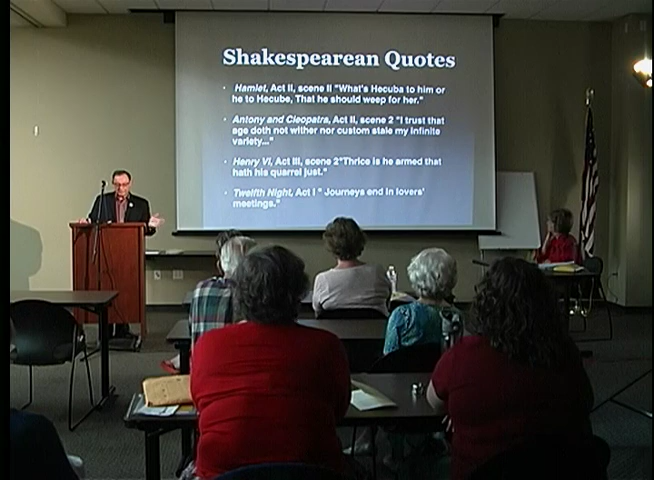 Shakespearean Quotes
· Hamlet, Act II, scene II "What's Hecuba to him or
he to Hecube, That he should weep for her."
· Antony and Cleopatra, Act II, scene 2 "I trust that
age doth not wither nor custom stale my infinite
variety..."
· Henry VI, Act III, scene 2"Thrice is he armed that
hath his quarrel just."
· Twelfth Night, Act I " Journeys end in lovers'
meetings."